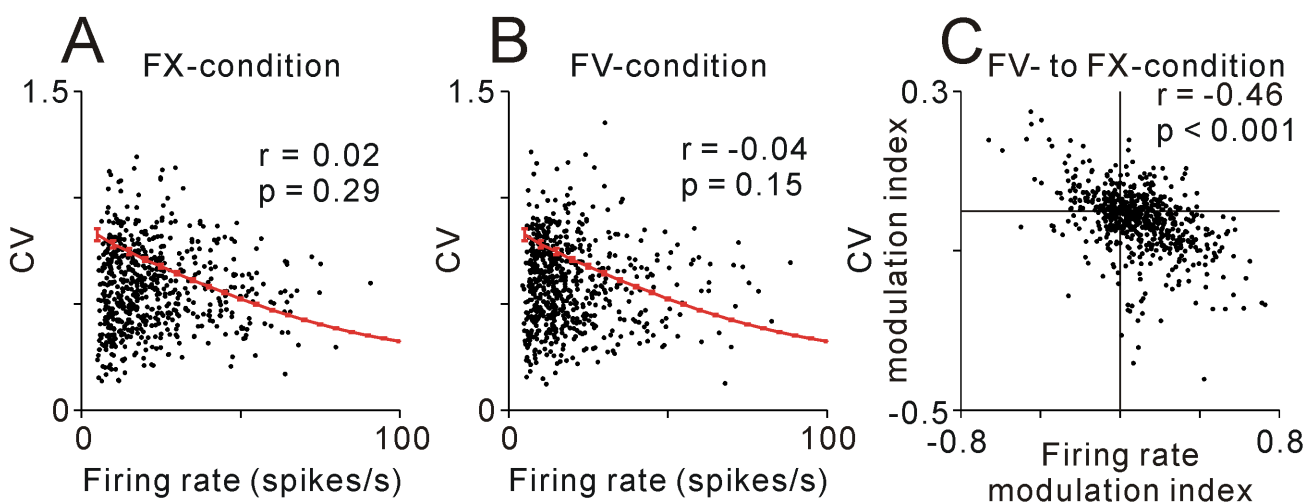 A
FX-condition
1.5
r = 0.02
p = 0.29
CV
0
0
100
Firing rate (spikes/s)
B
FV-condition
1.5
r = -0.04
p = 0.15
CV
0
0
100
Firing rate (spikes/s)
C
FV- to FX-condition
0.3
r = -0.46
p < 0.001
CV
modulation index
-0.5
-0.8
0.8
Firing rate
modulation index